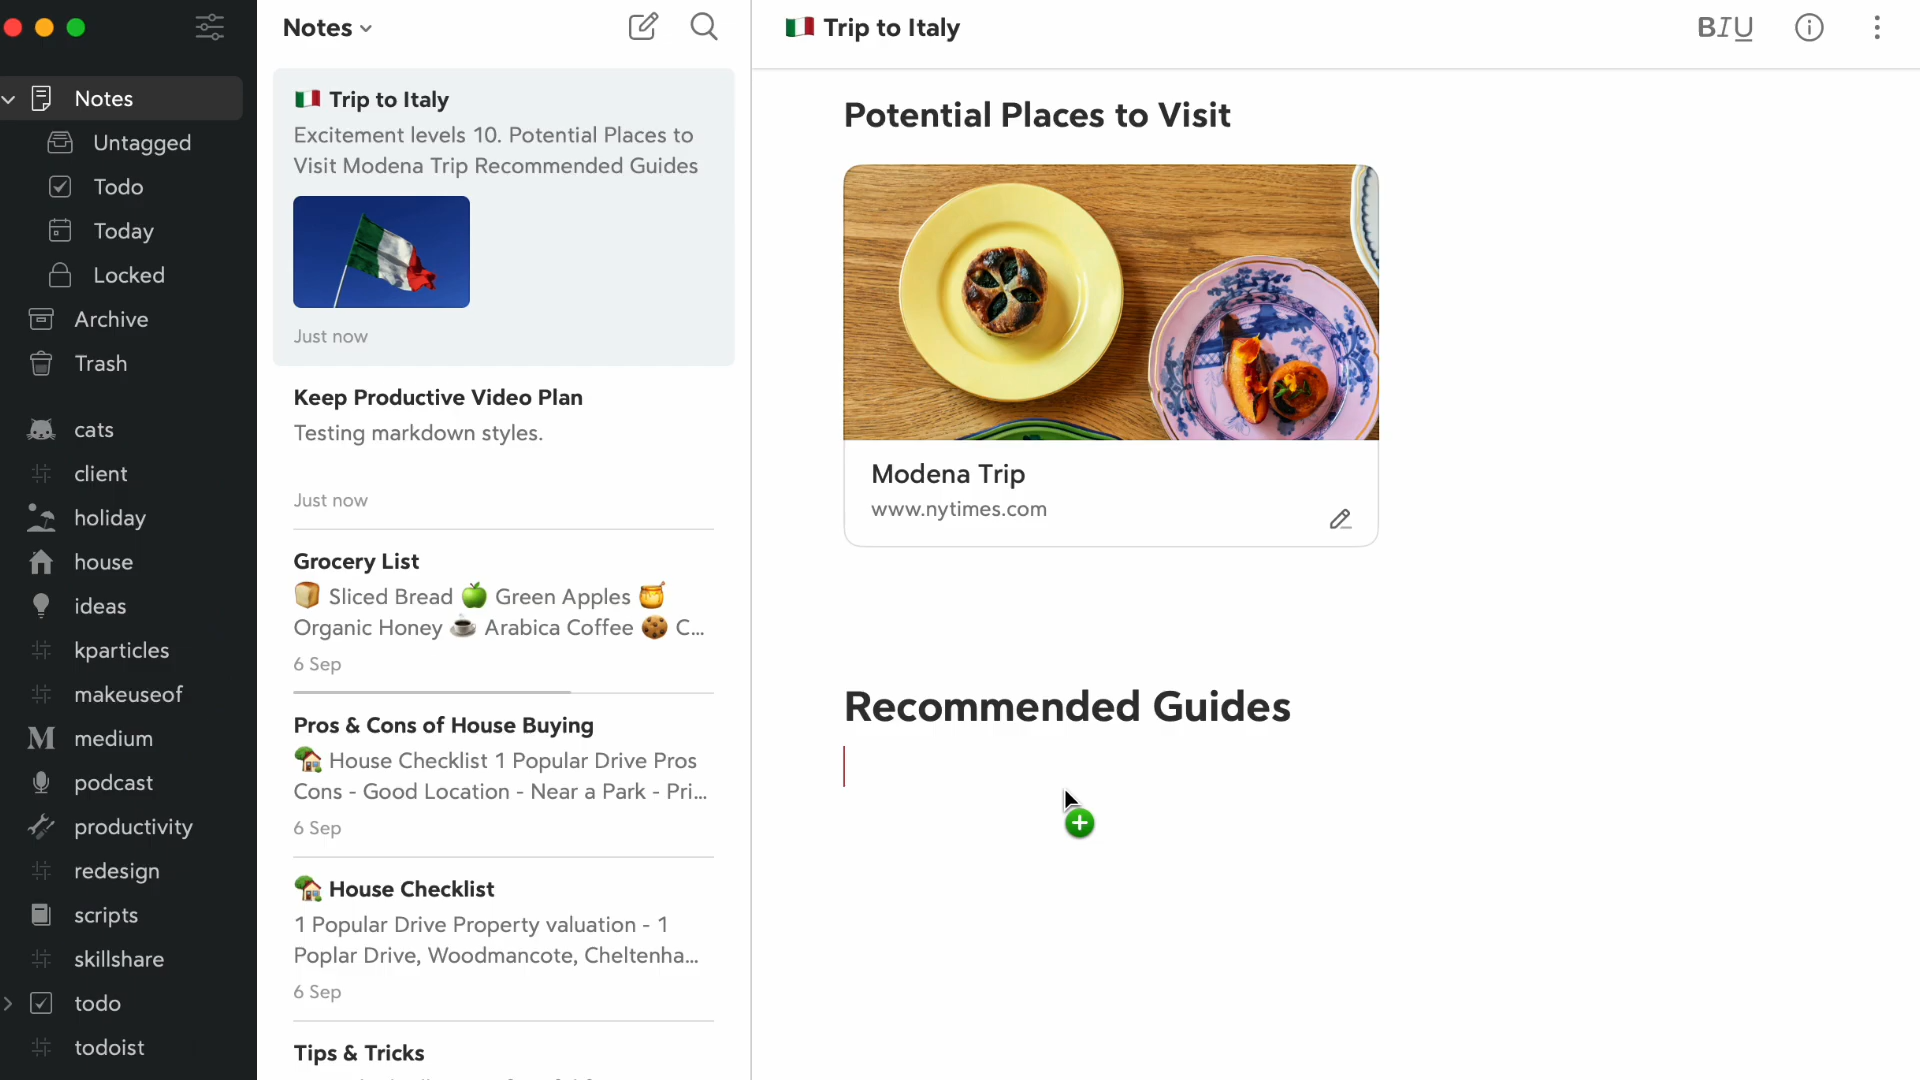 Notes
Untagged
Todo
Today
Locked
Archive
Trash
cats
client
holiday
house
ideas
kparticles
makeuseof
medium
podcast
productivity
redesign
scripts
skillshare
todo
todoist
Notes
🇮🇹 Trip to Italy
Excitement levels 10. Potential Places to
Visit Modena Trip Recommended Guides
Just now
Keep Productive Video Plan
Testing markdown styles.
Just now
Grocery List
🍞 Sliced Bread 🍏 Green Apples 🍯
Organic Honey ☕ Arabica Coffee 🍪 C...
6 Sep
Pros & Cons of House Buying
🏡 House Checklist 1 Popular Drive Pros
Cons - Good Location - Near a Park - Pri...
6 Sep
🏡 House Checklist
1 Popular Drive Property valuation - 1
Poplar Drive, Woodmancote, Cheltenha...
6 Sep
Tips & Tricks
🇮🇹 Trip to Italy
BIU
Potential Places to Visit
Modena Trip
www.nytimes.com
Recommended Guides